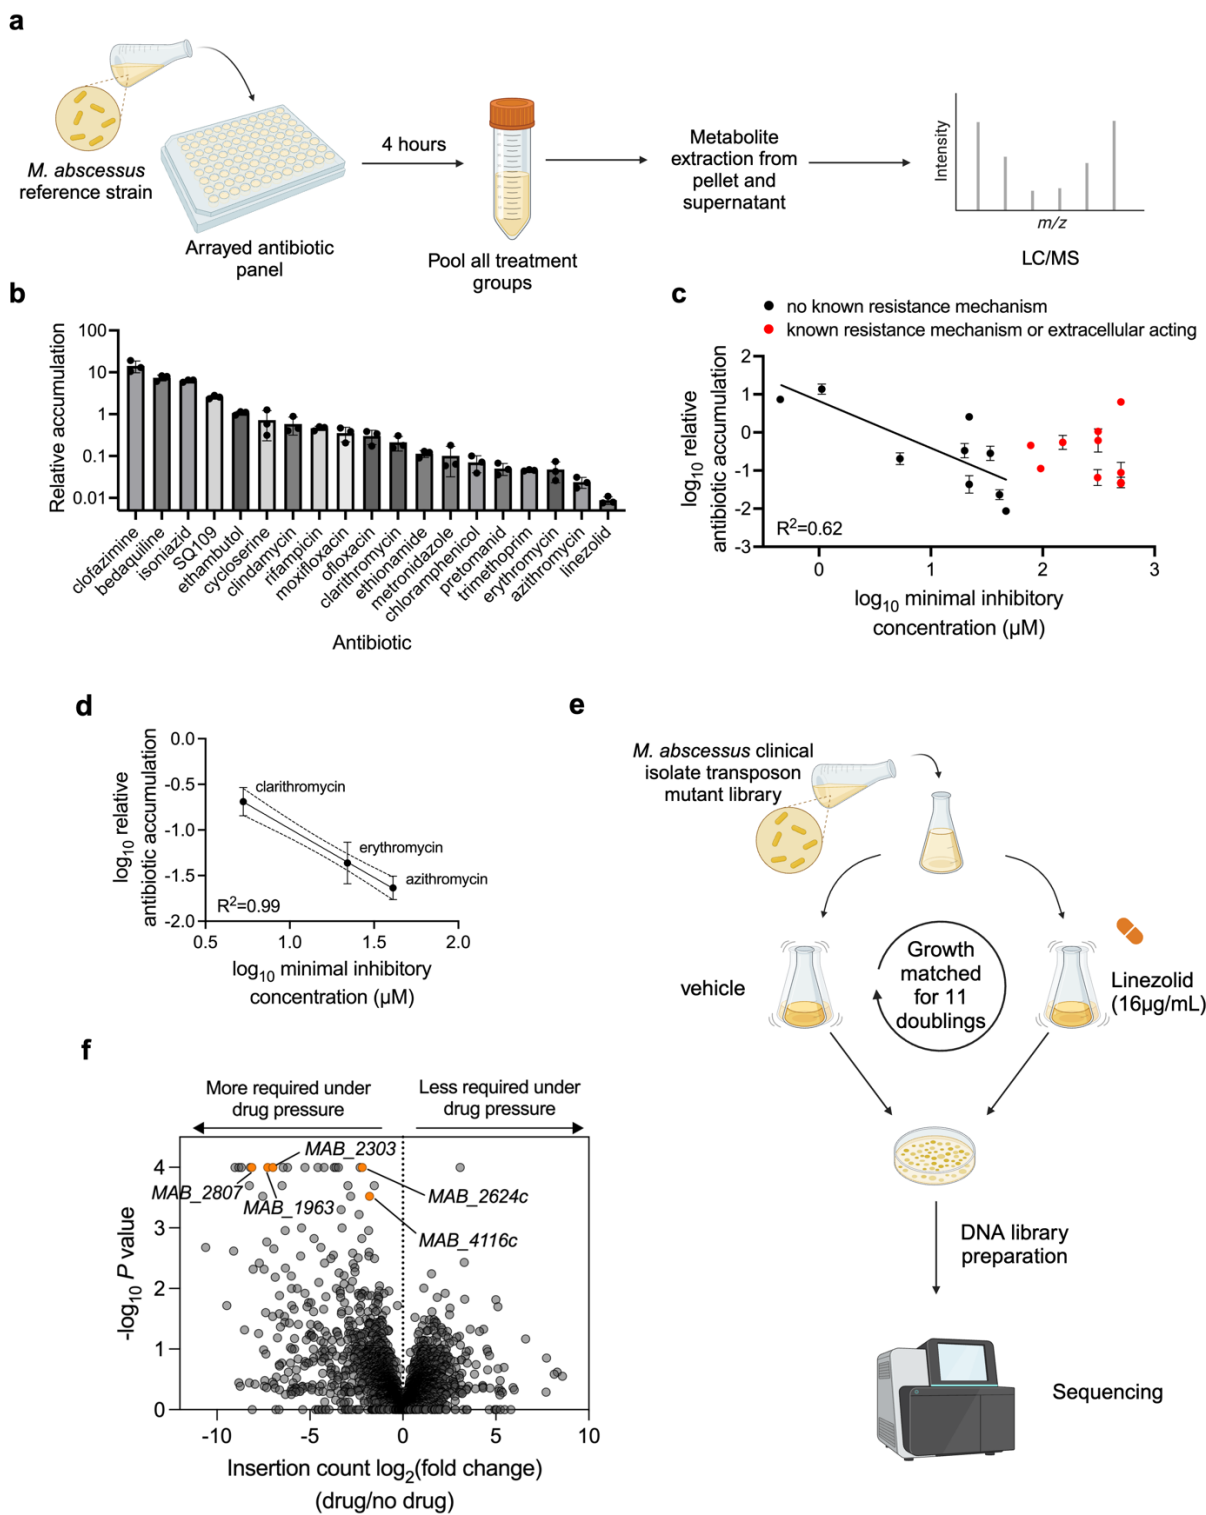 a
M. abscessus
reference strain
Arrayed antibiotic
panel
4 hours
Pool all treatment
groups
Metabolite
extraction from
pellet and
supernatant
Intensity
m/z
LC/MS
b
Relative accumulation
100
10
1
0.1
0.01
clofazimine
bedaquiline
isoniazid
SQ109
ethambutol
cycloserine
clindamycin
rifampicin
moxifloxacin
ofloxacin
clarithromycin
ethionamide
metronidazole
chloramphenicol
pretomanid
trimethoprim
erythromycin
azithromycin
linezolid
Antibiotic
c
no known resistance mechanism
known resistance mechanism or extracellular acting
log10 relative
antibiotic accumulation
2
1
0
-1
-2
-3
R2=0.62
0 1 2 3
log10 minimal inhibitory
concentration (µM)
d
log10 relative
antibiotic accumulation
0.0
-0.5
-1.0
-1.5
-2.0
clarithromycin
erythromycin
azithromycin
R2=0.99
0.5 1.0 1.5 2.0
log10 minimal inhibitory
concentration (µM)
e
M. abscessus clinical
isolate transposon
mutant library
vehicle
Growth
matched
for 11
doublings
Linezolid
(16µg/mL)
DNA library
preparation
Sequencing
f
More required under
drug pressure
Less required under
drug pressure
MAB_2303
MAB_2807
MAB_1963
MAB_2624c
MAB_4116c
-log10 P value
4
3
2
1
0
-10 -5 0 5 10
Insertion count log2(fold change)
(drug/no drug)